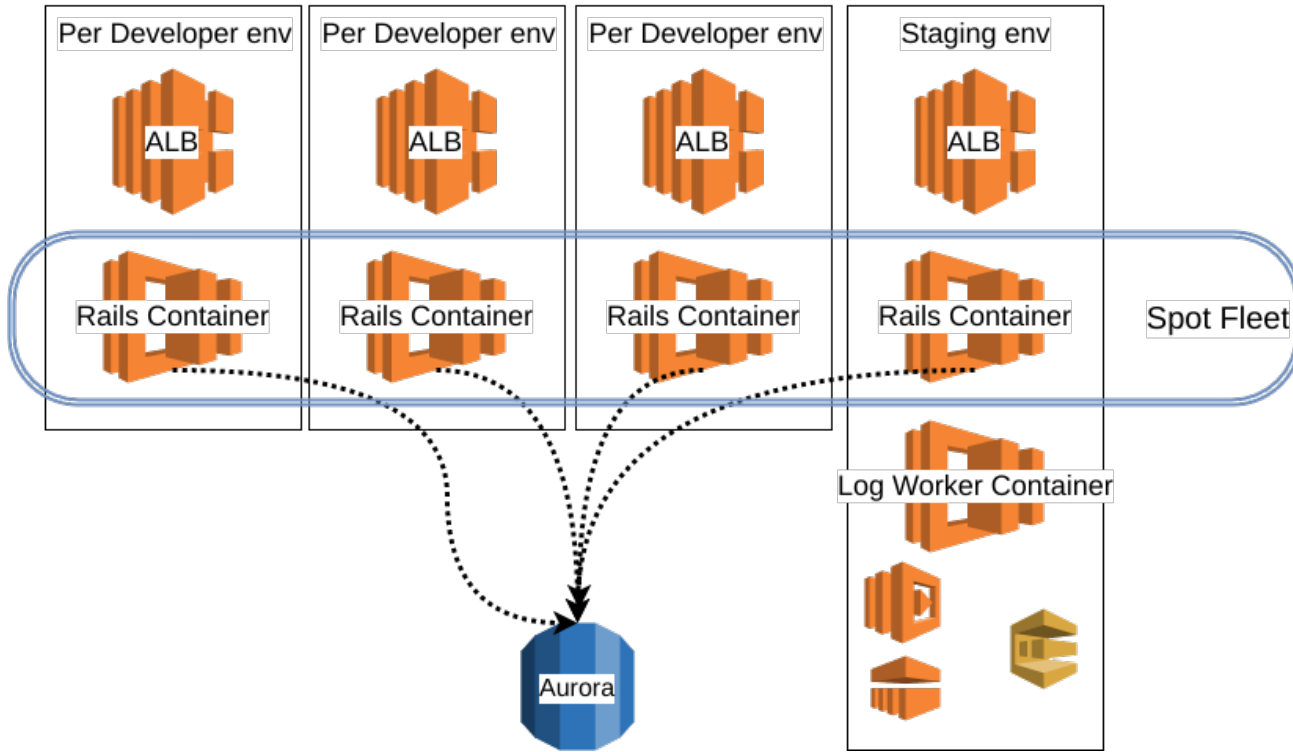 Per Developer env
Per Developer env
Per Developer env
Staging env
ALB
ALB
ALB
ALB
Rails Container
Rails Container
Rails Container
Rails Container
Spot Fleet
Log Worker Container
Aurora